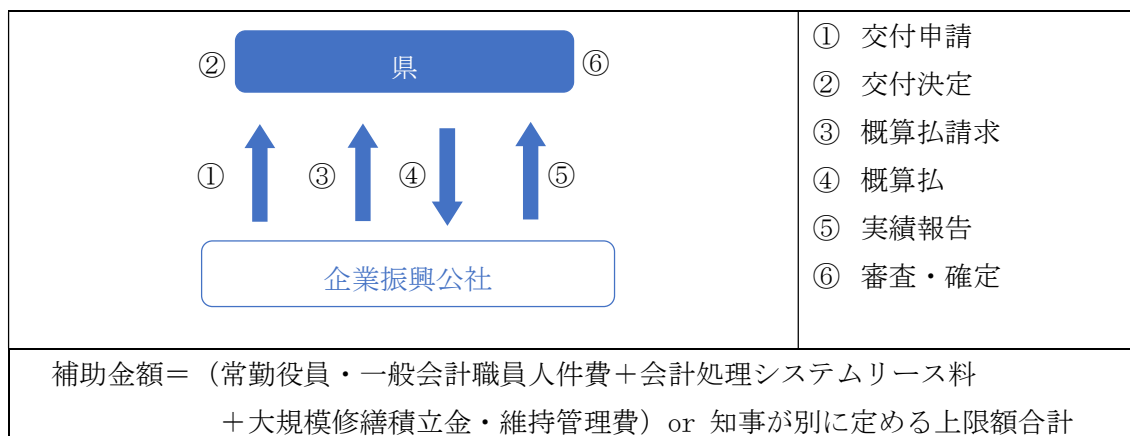 ② 県 ⑥
① ③ ④ ⑤
企業振興公社
① 交付申請
② 交付決定
③ 概算払請求
④ 概算払
⑤ 実績報告
⑥ 審査・確定
補助金額＝（常勤役員・一般会計職員人件費＋会計処理システムリース料
＋大規模修繕積立金・維持管理費）or 知事が別に定める上限額合計